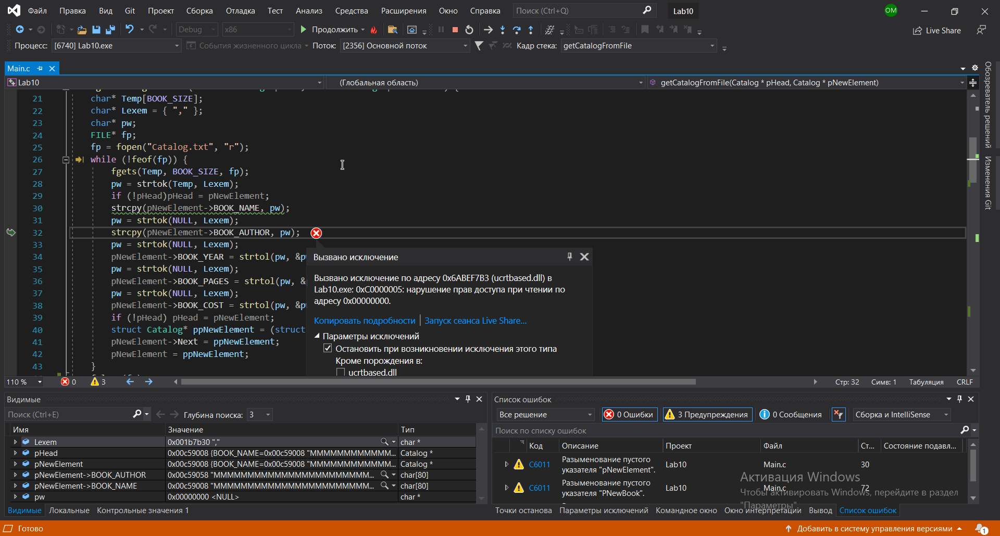 Файл Правка Вид Git Проект Сборка Отладка Тест Анализ Средства Расширения Окно Справка Поиск (Ctrl+Q) Lab10 OM
Debug x86 Продолжить Live Share
Процесс: [6740] Lab10.exe События жизненного цикла Поток: [2356] Основной поток Кадр стека: getCatalogFromFile
Main.c
Lab10 (Глобальная область) getCatalogFromFile(Catalog * pHead, Catalog * pNewElement)
21 char* Temp[BOOK_SIZE];
22 char* Lexem = { "," };
23 char* pw;
24 FILE* fp;
25 fp = fopen("Catalog.txt", "r");
26 while (!feof(fp)) {
27 fgets(Temp, BOOK_SIZE, fp);
28 pw = strtok(Temp, Lexem);
29 if (!pHead)pHead = pNewElement;
30 strcpy(pNewElement->BOOK_NAME, pw);
31 pw = strtok(NULL, Lexem);
32 strcpy(pNewElement->BOOK_AUTHOR, pw);
33 pw = strtok(NULL, Lexem);
34 pNewElement->BOOK_YEAR = strtol(pw, &p
35 pw = strtok(NULL, Lexem);
36 pNewElement->BOOK_PAGES = strtol(pw, &
37 pw = strtok(NULL, Lexem);
38 pNewElement->BOOK_COST = strtol(pw, &p
39 if (!pHead) pHead = pNewElement;
40 struct Catalog* ppNewElement = (struct
41 pNewElement->Next = ppNewElement;
42 pNewElement = ppNewElement;
43 }
Вызвано исключение
Вызвано исключение по адресу 0x6ABEF7B3 (ucrtbased.dll) в
Lab10.exe: 0xC0000005: нарушение прав доступа при чтении по
адресу 0x00000000.
Копировать подробности Запуск сеанса Live Share...
Параметры исключений
Остановить при возникновении исключения этого типа
Кроме порождения в:
ucrtbased.dll
Обозреватель решений
Изменения Git
110 % 0 3 Стр: 32 Симв: 1 Табуляция CRLF
Видимые
Поиск (Ctrl+E) Глубина поиска: 3
Имя Значение Тип
Lexem 0x001b7b30 "," char *
pHead 0x00c59008 {BOOK_NAME=0x00c59008 "ММММММММММММ... Catalog *
pNewElement 0x00c59008 {BOOK_NAME=0x00c59008 "ММММММММММММ... Catalog *
pNewElement->BOOK_AUTHOR 0x00c59058 "ММММММММММММММММММММММММ... char[80]
pNewElement->BOOK_NAME 0x00c59008 "ММММММММММММММММММММММММ... char[80]
pw 0x00000000 <NULL> char *
Видимые Локальные Контрольные значения 1
Список ошибок
Все решение 0 Ошибки 3 Предупреждения 0 Сообщения Сборка и IntelliSense
Поиск по списку ошибок
Код Описание Проект Файл Ст... Состояние подавл...
C6011 Разыменование пустого указателя "pNewElement". Lab10 Main.c 30
C6011 Разыменование пустого указателя "PNewBook". Lab10 Main.c 72
Активация Windows
Чтобы активировать Windows, перейдите в раздел
"Параметры".
Точки останова Параметры исключений Командное окно Окно интерпретации Вывод Список ошибок
Готово Добавить в систему управления версиями 1